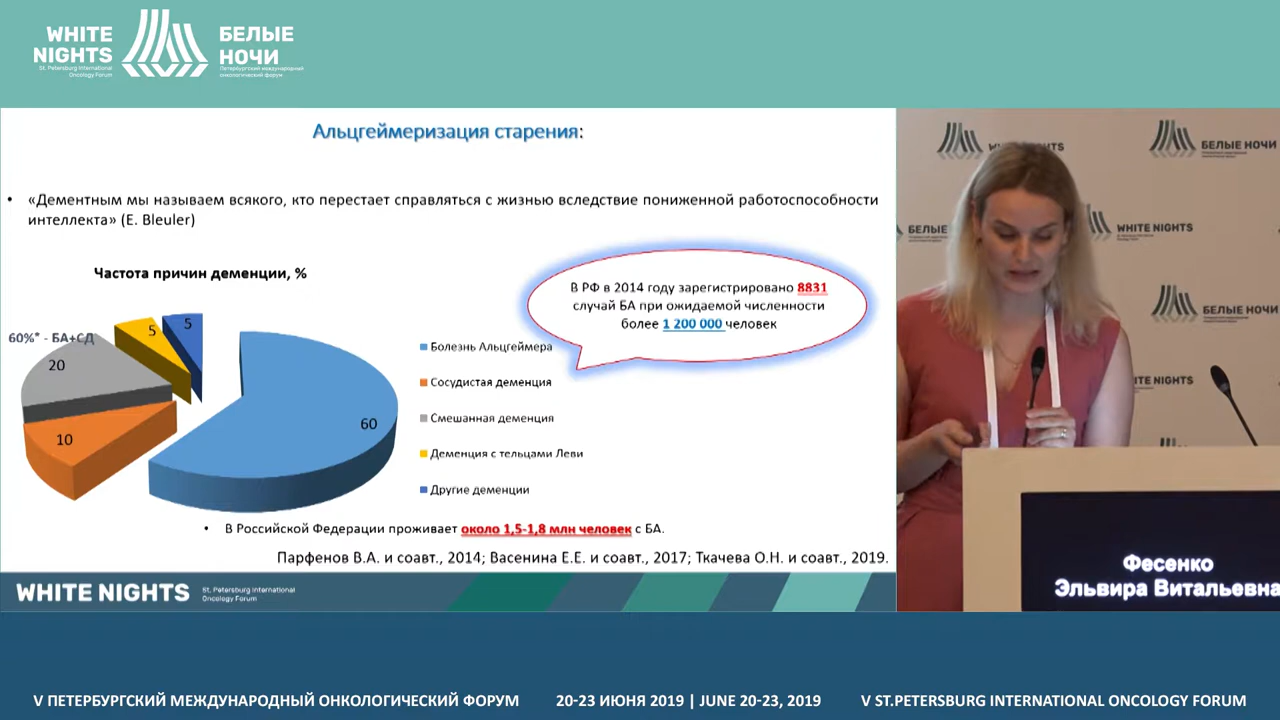 WHITE
NIGHTS
St. Petersburg International
Oncology Forum
БЕЛЫЕ
НОЧИ
Петербургский международный
онкологический форум
Альцгеймеризация старения:
• «Дементным мы называем всякого, кто перестает справляться с жизнью вследствие пониженной работоспособности
интеллекта» (E. Bleuler)
Частота причин деменции, %
В РФ в 2014 году зарегистрировано 8831
случай БА при ожидаемой численности
более 1 200 000 человек
60%* - БА+СД
5
5
20
10
60
Болезнь Альцгеймера
Сосудистая деменция
Смешанная деменция
Деменция с тельцами Леви
Другие деменции
• В Российской Федерации проживает около 1,5-1,8 млн человек с БА.
Парфенов В.А. и соавт., 2014; Васенина Е.Е. и соавт., 2017; Ткачева О.Н. и соавт., 2019.
WHITE NIGHTS
St. Petersburg International
Oncology Forum
БЕЛЫЕ НОЧИ
БЕЛЫЕ
WHITE NIGHTS
БЕЛЫЕ НОЧИ
Фесенко
Эльвира Витальевна
V ПЕТЕРБУРГСКИЙ МЕЖДУНАРОДНЫЙ ОНКОЛОГИЧЕСКИЙ ФОРУМ
20-23 ИЮНЯ 2019 | JUNE 20-23, 2019
V ST.PETERSBURG INTERNATIONAL ONCOLOGY FORUM